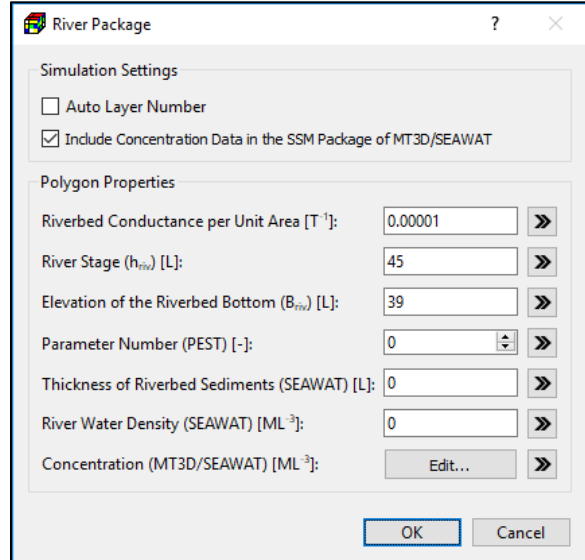 River Package
?
Simulation Settings
Auto Layer Number
Include Concentration Data in the SSM Package of MT3D/SEAWAT
Polygon Properties
Riverbed Conductance per Unit Area [T⁻¹]: 0.00001
River Stage (hᵣᵢᵥ) [L]: 45
Elevation of the Riverbed Bottom (Bᵣᵢᵥ) [L]: 39
Parameter Number (PEST) [-]: 0
Thickness of Riverbed Sediments (SEAWAT) [L]: 0
River Water Density (SEAWAT) [ML⁻³]: 0
Concentration (MT3D/SEAWAT) [ML⁻³]: Edit...
OK Cancel